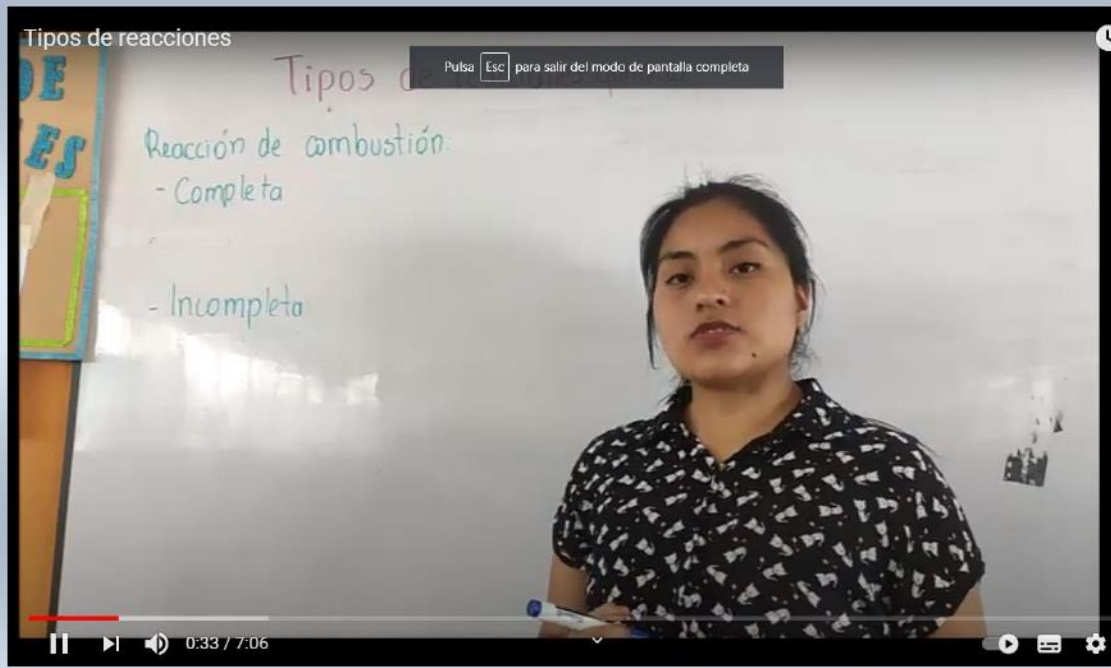 Tipos de reacciones
Pulsa Esc para salir del modo de pantalla completa
DE
ES
Tipos
Reacción de combustión:
- Completa
- Incompleta
0:33 / 7:06